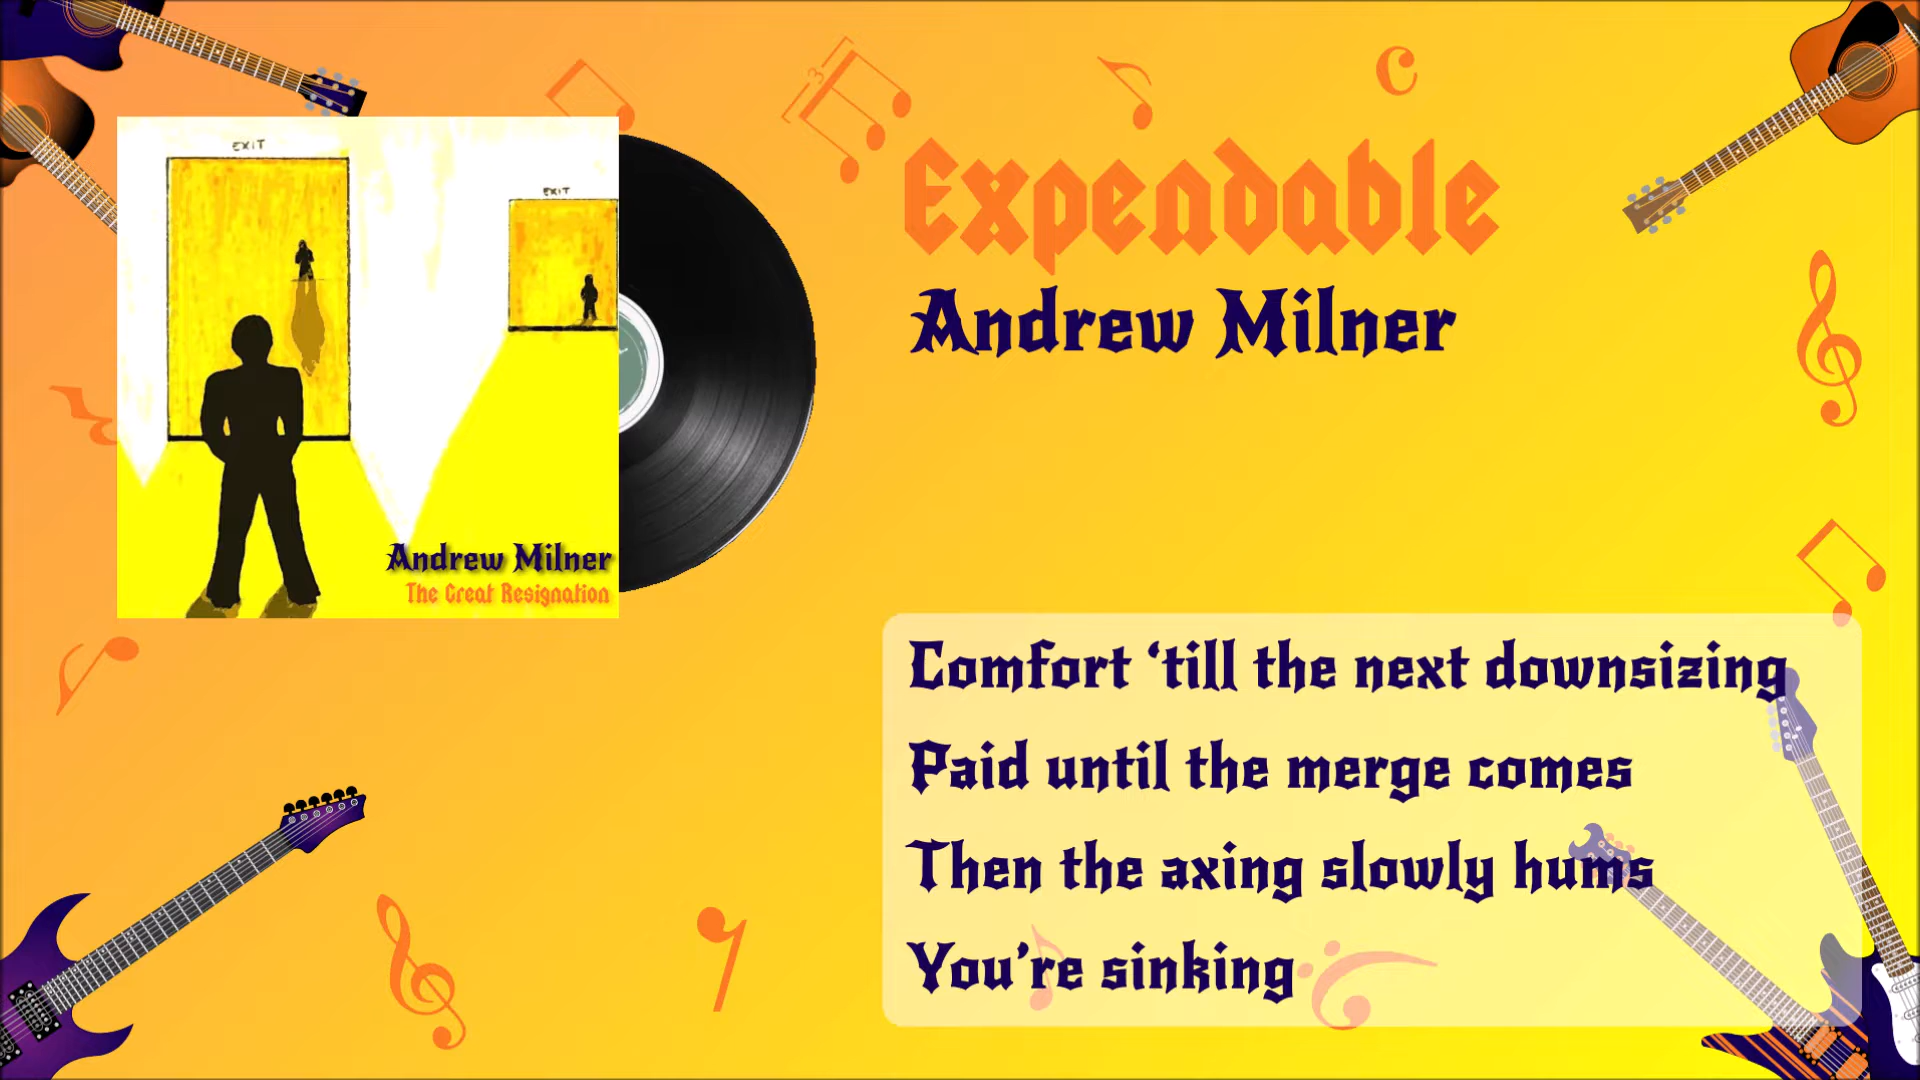 EXIT
EXIT
Andrew Milner
The Great Resignation
3
C
Expendable
Andrew Milner
Comfort ‘till the next downsizing
Paid until the merge comes
Then the axing slowly hums
You’re sinking